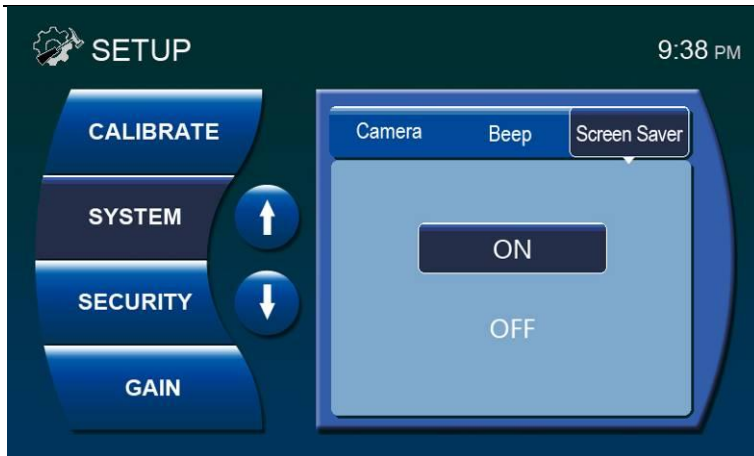 SETUP
9:38 PM
CALIBRATE
SYSTEM
SECURITY
GAIN
Camera
Beep
Screen Saver
ON
OFF